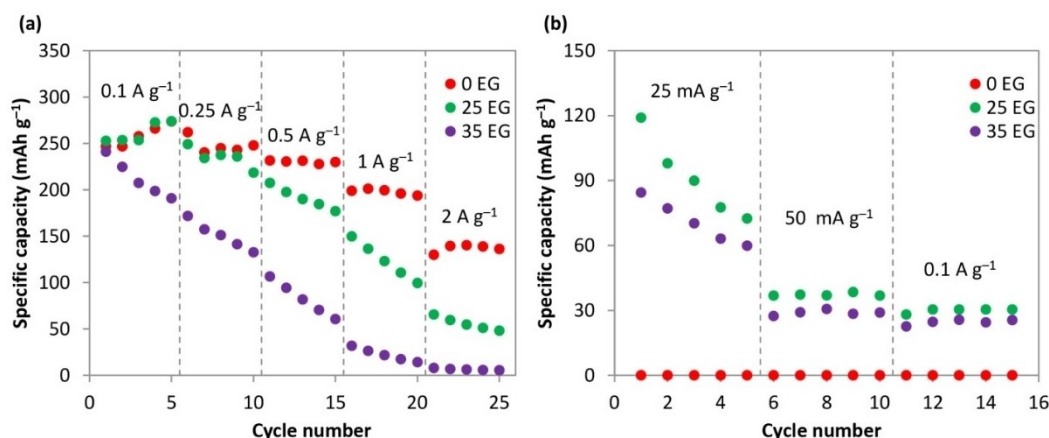 (a)
350
300
250
200
150
100
50
0
Specific capacity (mAh g⁻¹)
0.1 A g⁻¹
0.25 A g⁻¹
0.5 A g⁻¹
1 A g⁻¹
2 A g⁻¹
0 EG
25 EG
35 EG
0 5 10 15 20 25
Cycle number
(b)
150
120
90
60
30
0
Specific capacity (mAh g⁻¹)
25 mA g⁻¹
50 mA g⁻¹
0.1 A g⁻¹
0 EG
25 EG
35 EG
0 2 4 6 8 10 12 14 16
Cycle number